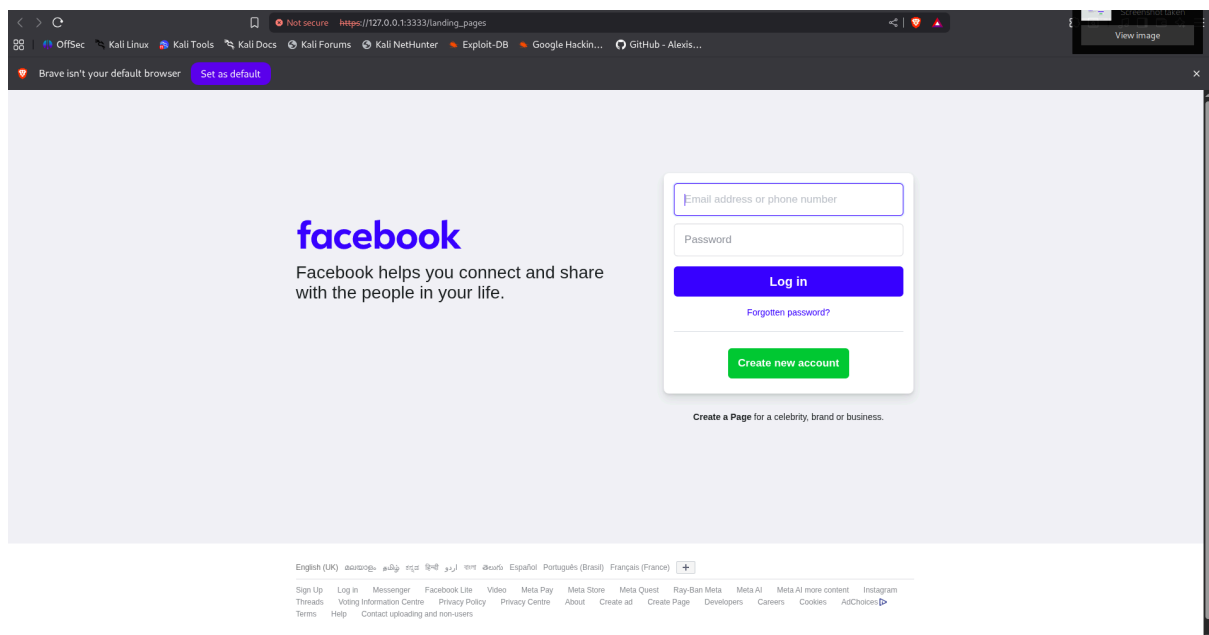 Not secure https://127.0.0.1:3333/landing_pages
Screenshot taken
View image
OffSec Kali Linux Kali Tools Kali Docs Kali Forums Kali NetHunter Exploit-DB Google Hackin... GitHub - Alexis...
Brave isn't your default browser Set as default
Email address or phone number
Password
facebook
Facebook helps you connect and share
with the people in your life.
Log in
Forgotten password?
Create new account
Create a Page for a celebrity, brand or business.
English (UK) മലയാളം தமிழ் ಕನ್ನಡ हिन्दी اردو বাংলা తెలుగు Español Português (Brasil) Français (France)
Sign Up Log in Messenger Facebook Lite Video Meta Pay Meta Store Meta Quest Ray-Ban Meta Meta AI Meta AI more content Instagram
Threads Voting Information Centre Privacy Policy Privacy Centre About Create ad Create Page Developers Careers Cookies AdChoices
Terms Help Contact uploading and non-users